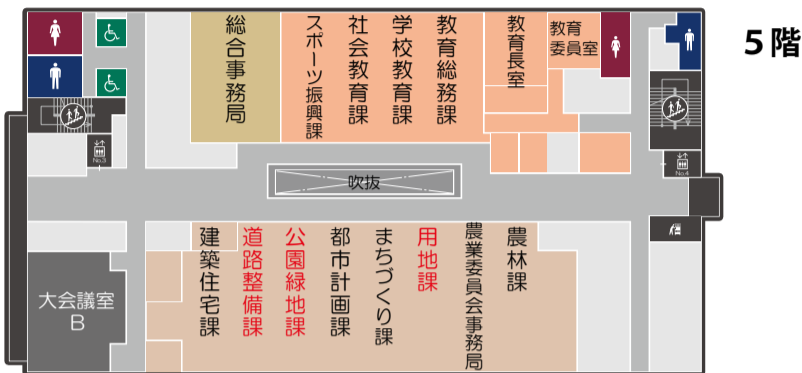 5階
総合事務局
スポーツ振興課
社会教育課
学校教育課
教育総務課
教育長室
教育
委員室
No.3
吹抜
No.4
大会議室
B
建築住宅課
道路整備課
公園緑地課
都市計画課
まちづくり課
用地課
農業委員会事務局
農林課